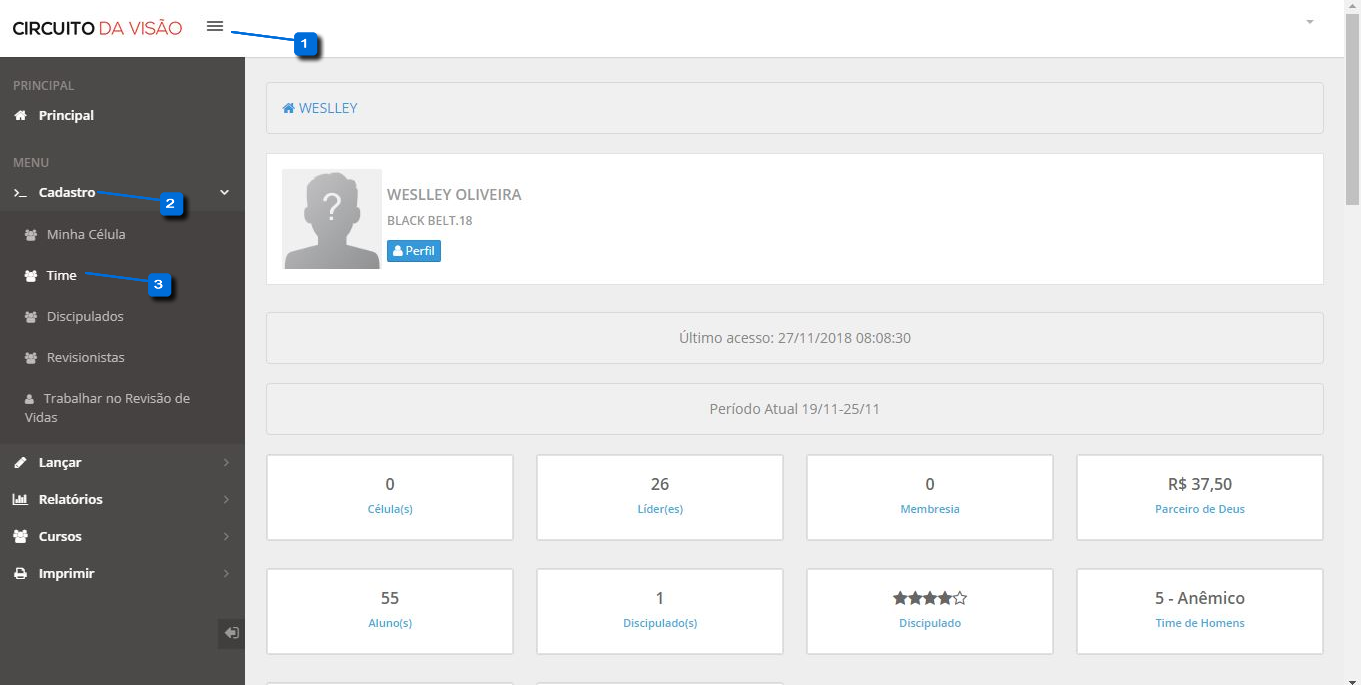 CIRCUITO DA VISÃO
1
PRINCIPAL
Principal
MENU
Cadastro
2
Minha Célula
Time
3
Discipulados
Revisionistas
Trabalhar no Revisão de
Vidas
Lançar
Relatórios
Cursos
Imprimir
WESLLEY
?
WESLLEY OLIVEIRA
BLACK BELT.18
Perfil
Último acesso: 27/11/2018 08:08:30
Período Atual 19/11-25/11
0
Célula(s)
26
Líder(es)
0
Membresia
R$ 37,50
Parceiro de Deus
55
Aluno(s)
1
Discipulado(s)
★★★★☆
Discipulado
5 - Anêmico
Time de Homens